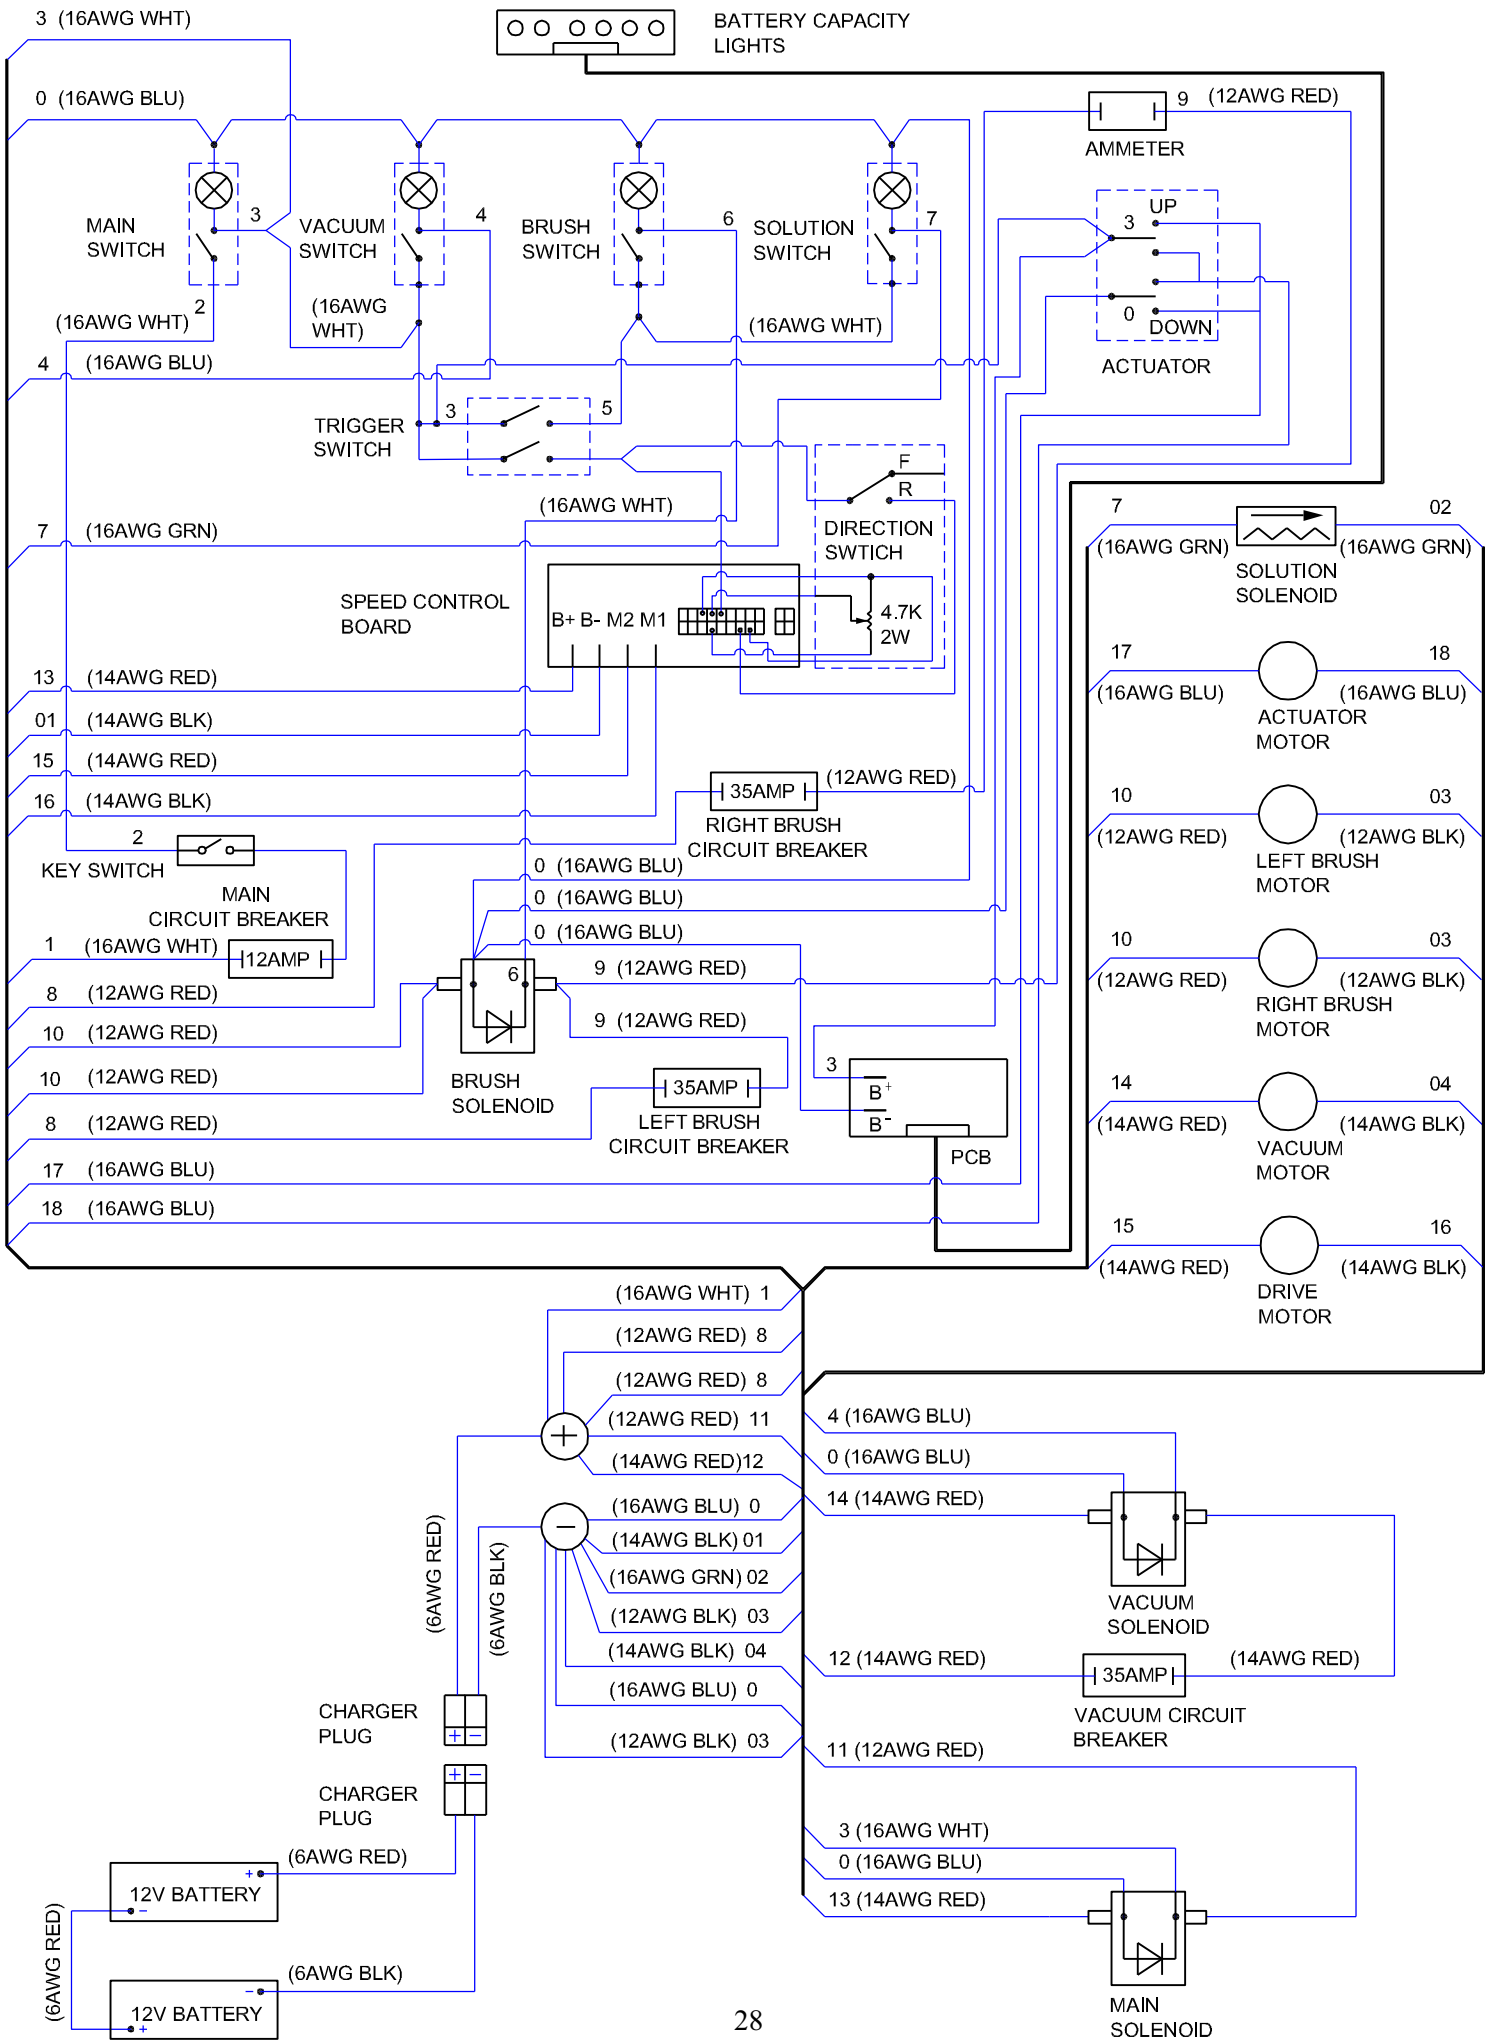 3 (16AWG WHT)
BATTERY CAPACITY
LIGHTS
0 (16AWG BLU)
9 (12AWG RED)
AMMETER
MAIN
SWITCH
3
VACUUM
SWITCH
4
BRUSH
SWITCH
6
SOLUTION
SWITCH
7
UP
3
0
DOWN
ACTUATOR
2
(16AWG WHT)
(16AWG
WHT)
(16AWG WHT)
4 (16AWG BLU)
TRIGGER
SWITCH
3
5
F
R
DIRECTION
SWTICH
(16AWG WHT)
7 (16AWG GRN)
SPEED CONTROL
BOARD
B+ B- M2 M1
4.7K
2W
13 (14AWG RED)
01 (14AWG BLK)
15 (14AWG RED)
16 (14AWG BLK)
35AMP
(12AWG RED)
RIGHT BRUSH
CIRCUIT BREAKER
2
KEY SWITCH
MAIN
CIRCUIT BREAKER
0 (16AWG BLU)
0 (16AWG BLU)
0 (16AWG BLU)
1 (16AWG WHT)
12AMP
6
9 (12AWG RED)
8 (12AWG RED)
9 (12AWG RED)
10 (12AWG RED)
10 (12AWG RED)
BRUSH
SOLENOID
35AMP
LEFT BRUSH
CIRCUIT BREAKER
8 (12AWG RED)
3
B+
B-
PCB
17 (16AWG BLU)
18 (16AWG BLU)
7
02
(16AWG GRN)
(16AWG GRN)
SOLUTION
SOLENOID
17
18
(16AWG BLU)
(16AWG BLU)
ACTUATOR
MOTOR
10
03
(12AWG RED)
(12AWG BLK)
LEFT BRUSH
MOTOR
10
03
(12AWG RED)
(12AWG BLK)
RIGHT BRUSH
MOTOR
14
04
(14AWG RED)
(14AWG BLK)
VACUUM
MOTOR
15
16
(14AWG RED)
(14AWG BLK)
DRIVE
MOTOR
(16AWG WHT) 1
(12AWG RED) 8
(12AWG RED) 8
(12AWG RED) 11
(14AWG RED)12
+
(16AWG BLU) 0
(14AWG BLK) 01
(16AWG GRN) 02
(12AWG BLK) 03
(14AWG BLK) 04
(16AWG BLU) 0
(12AWG BLK) 03
−
(6AWG RED)
(6AWG BLK)
4 (16AWG BLU)
0 (16AWG BLU)
14 (14AWG RED)
VACUUM
SOLENOID
12 (14AWG RED)
35AMP
(14AWG RED)
VACUUM CIRCUIT
BREAKER
11 (12AWG RED)
3 (16AWG WHT)
0 (16AWG BLU)
13 (14AWG RED)
MAIN
SOLENOID
CHARGER
PLUG
+ −
+ −
CHARGER
PLUG
(6AWG RED)
+
12V BATTERY
-
(6AWG RED)
(6AWG BLK)
-
12V BATTERY
+
28